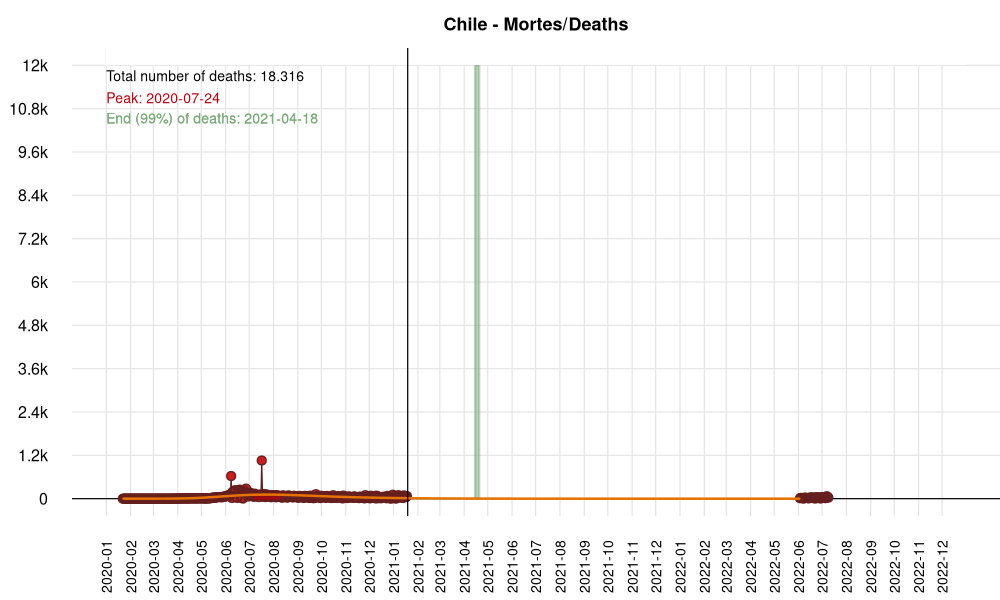 Chile - Mortes/Deaths
Total number of deaths: 18.316
Peak: 2020-07-24
End (99%) of deaths: 2021-04-18
12k
10.8k
9.6k
8.4k
7.2k
6k
4.8k
3.6k
2.4k
1.2k
0
2020-01
2020-02
2020-03
2020-04
2020-05
2020-06
2020-07
2020-08
2020-09
2020-10
2020-11
2020-12
2021-01
2021-02
2021-03
2021-04
2021-05
2021-06
2021-07
2021-08
2021-09
2021-10
2021-11
2021-12
2022-01
2022-02
2022-03
2022-04
2022-05
2022-06
2022-07
2022-08
2022-09
2022-10
2022-11
2022-12